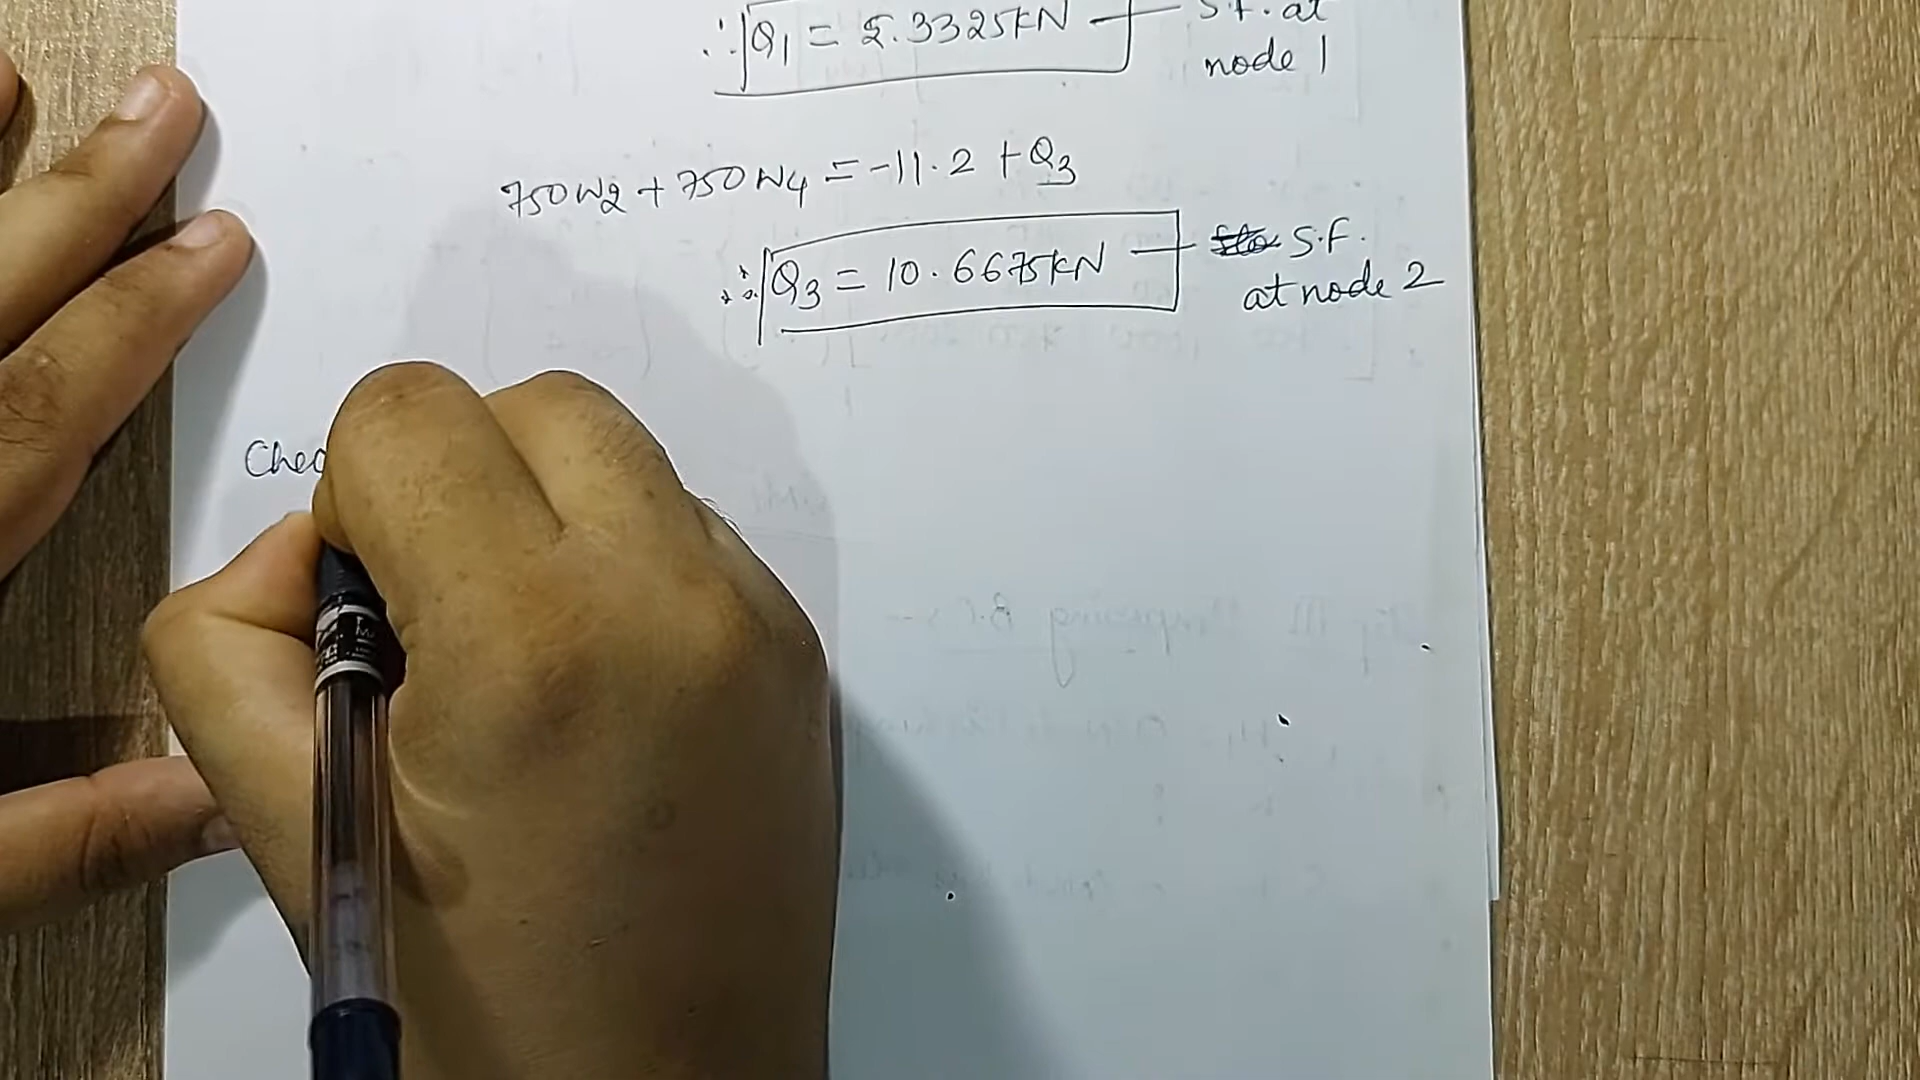 ∴ Q1 = 5.3325KN — S.F. at
node 1
750W2 + 750W4 = -11.2 + Q3
∴ Q3 = 10.6675KN — S.F.
at node 2
Chec